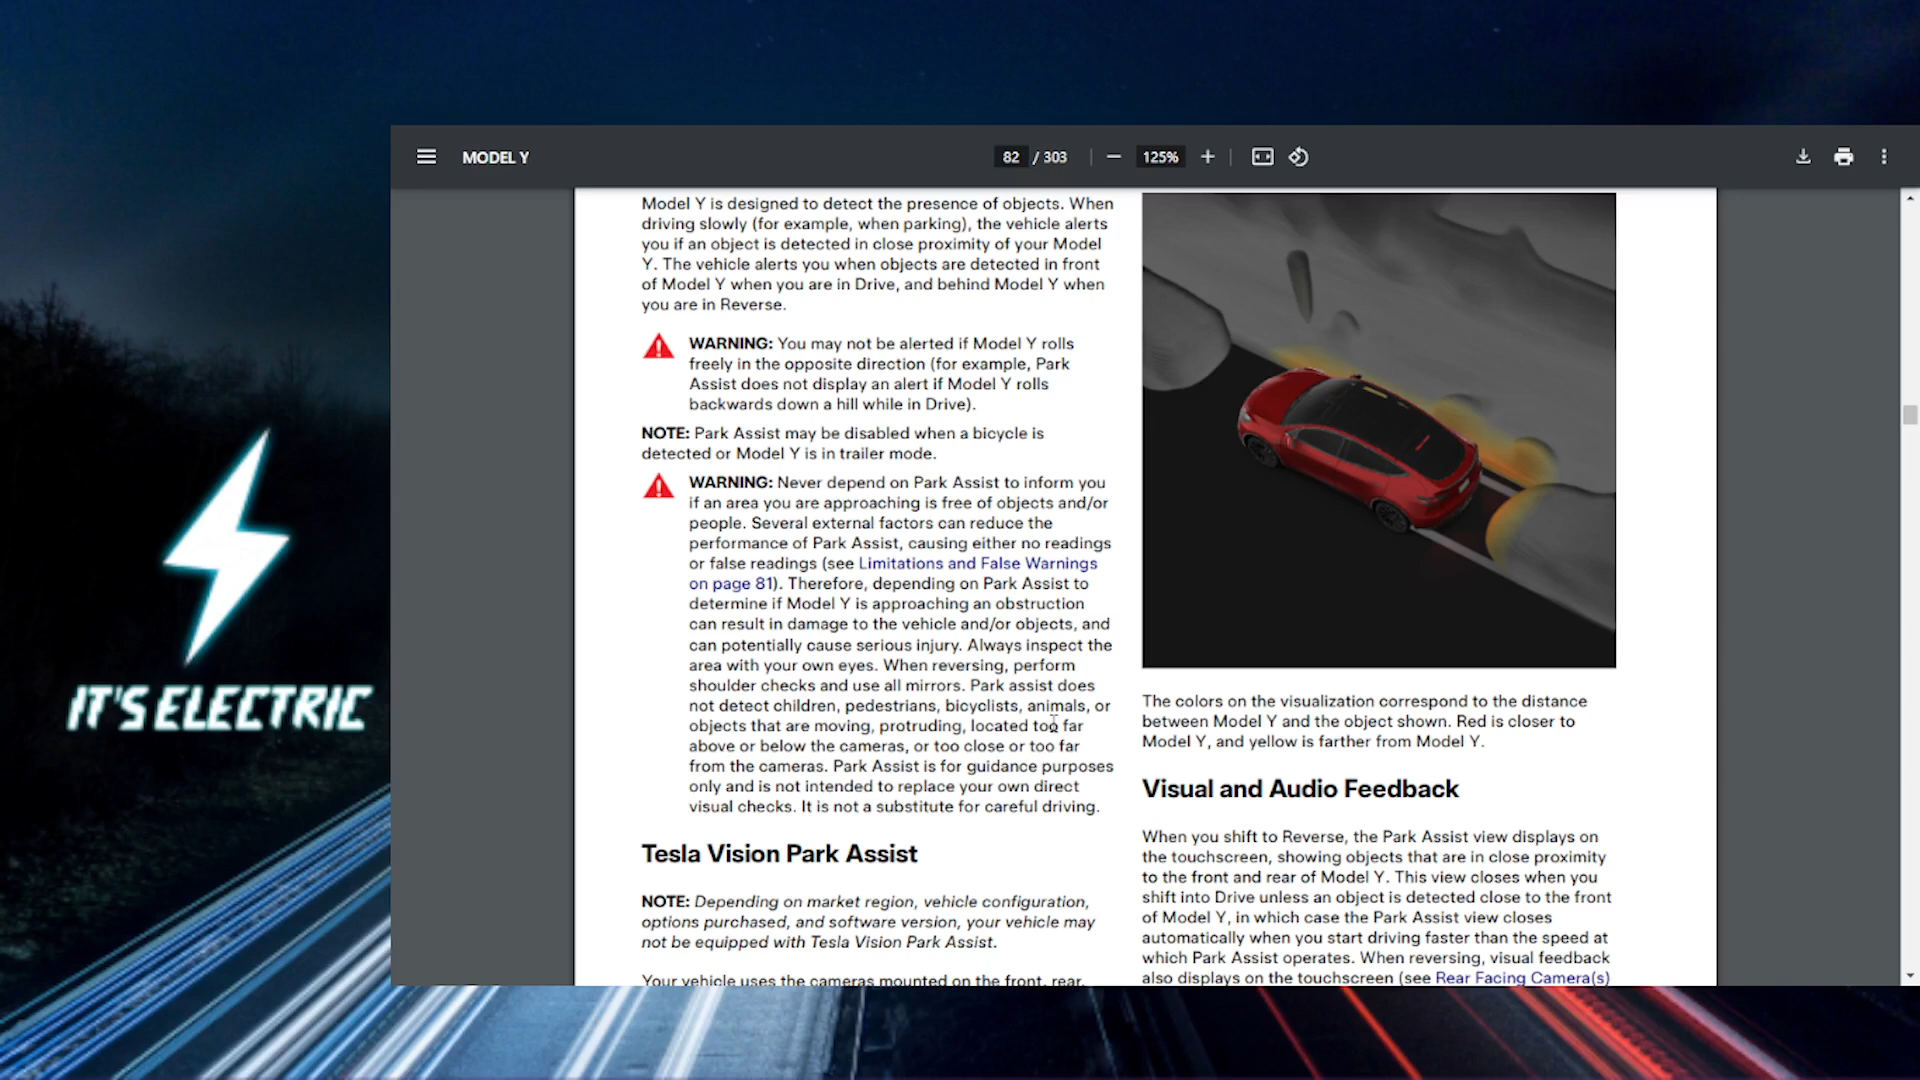 MODEL Y
82 / 303
125%
Model Y is designed to detect the presence of objects. When
driving slowly (for example, when parking), the vehicle alerts
you if an object is detected in close proximity of your Model
Y. The vehicle alerts you when objects are detected in front
of Model Y when you are in Drive, and behind Model Y when
you are in Reverse.
WARNING: You may not be alerted if Model Y rolls
freely in the opposite direction (for example, Park
Assist does not display an alert if Model Y rolls
backwards down a hill while in Drive).
NOTE: Park Assist may be disabled when a bicycle is
detected or Model Y is in trailer mode.
WARNING: Never depend on Park Assist to inform you
if an area you are approaching is free of objects and/or
people. Several external factors can reduce the
performance of Park Assist, causing either no readings
or false readings (see Limitations and False Warnings
on page 81). Therefore, depending on Park Assist to
determine if Model Y is approaching an obstruction
can result in damage to the vehicle and/or objects, and
can potentially cause serious injury. Always inspect the
area with your own eyes. When reversing, perform
shoulder checks and use all mirrors. Park assist does
not detect children, pedestrians, bicyclists, animals, or
objects that are moving, protruding, located too far
above or below the cameras, or too close or too far
from the cameras. Park Assist is for guidance purposes
only and is not intended to replace your own direct
visual checks. It is not a substitute for careful driving.
Tesla Vision Park Assist
NOTE: Depending on market region, vehicle configuration,
options purchased, and software version, your vehicle may
not be equipped with Tesla Vision Park Assist.
Your vehicle uses the cameras mounted on the front, rear,
The colors on the visualization correspond to the distance
between Model Y and the object shown. Red is closer to
Model Y, and yellow is farther from Model Y.
Visual and Audio Feedback
When you shift to Reverse, the Park Assist view displays on
the touchscreen, showing objects that are in close proximity
to the front and rear of Model Y. This view closes when you
shift into Drive unless an object is detected close to the front
of Model Y, in which case the Park Assist view closes
automatically when you start driving faster than the speed at
which Park Assist operates. When reversing, visual feedback
also displays on the touchscreen (see Rear Facing Camera(s)
IT'S ELECTRIC